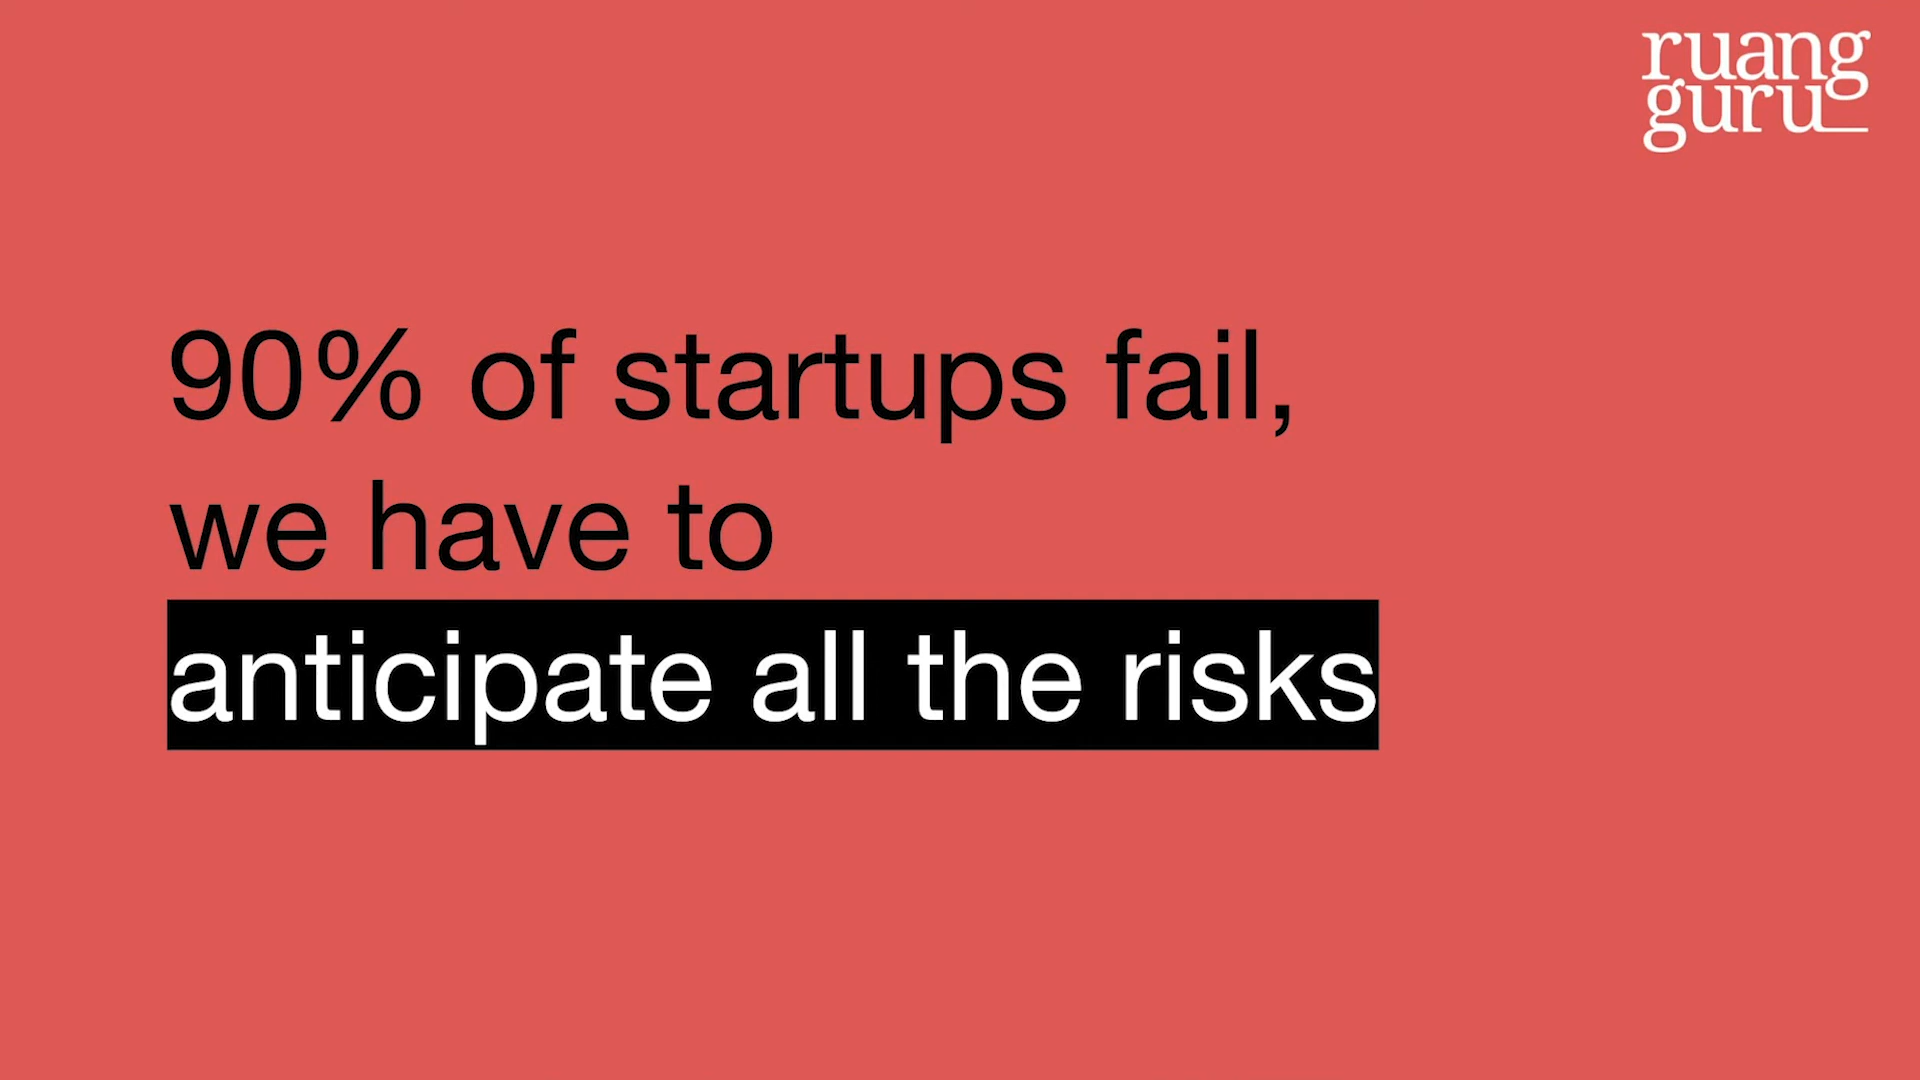 ruang
guru
90% of startups fail,
we have to
anticipate all the risks